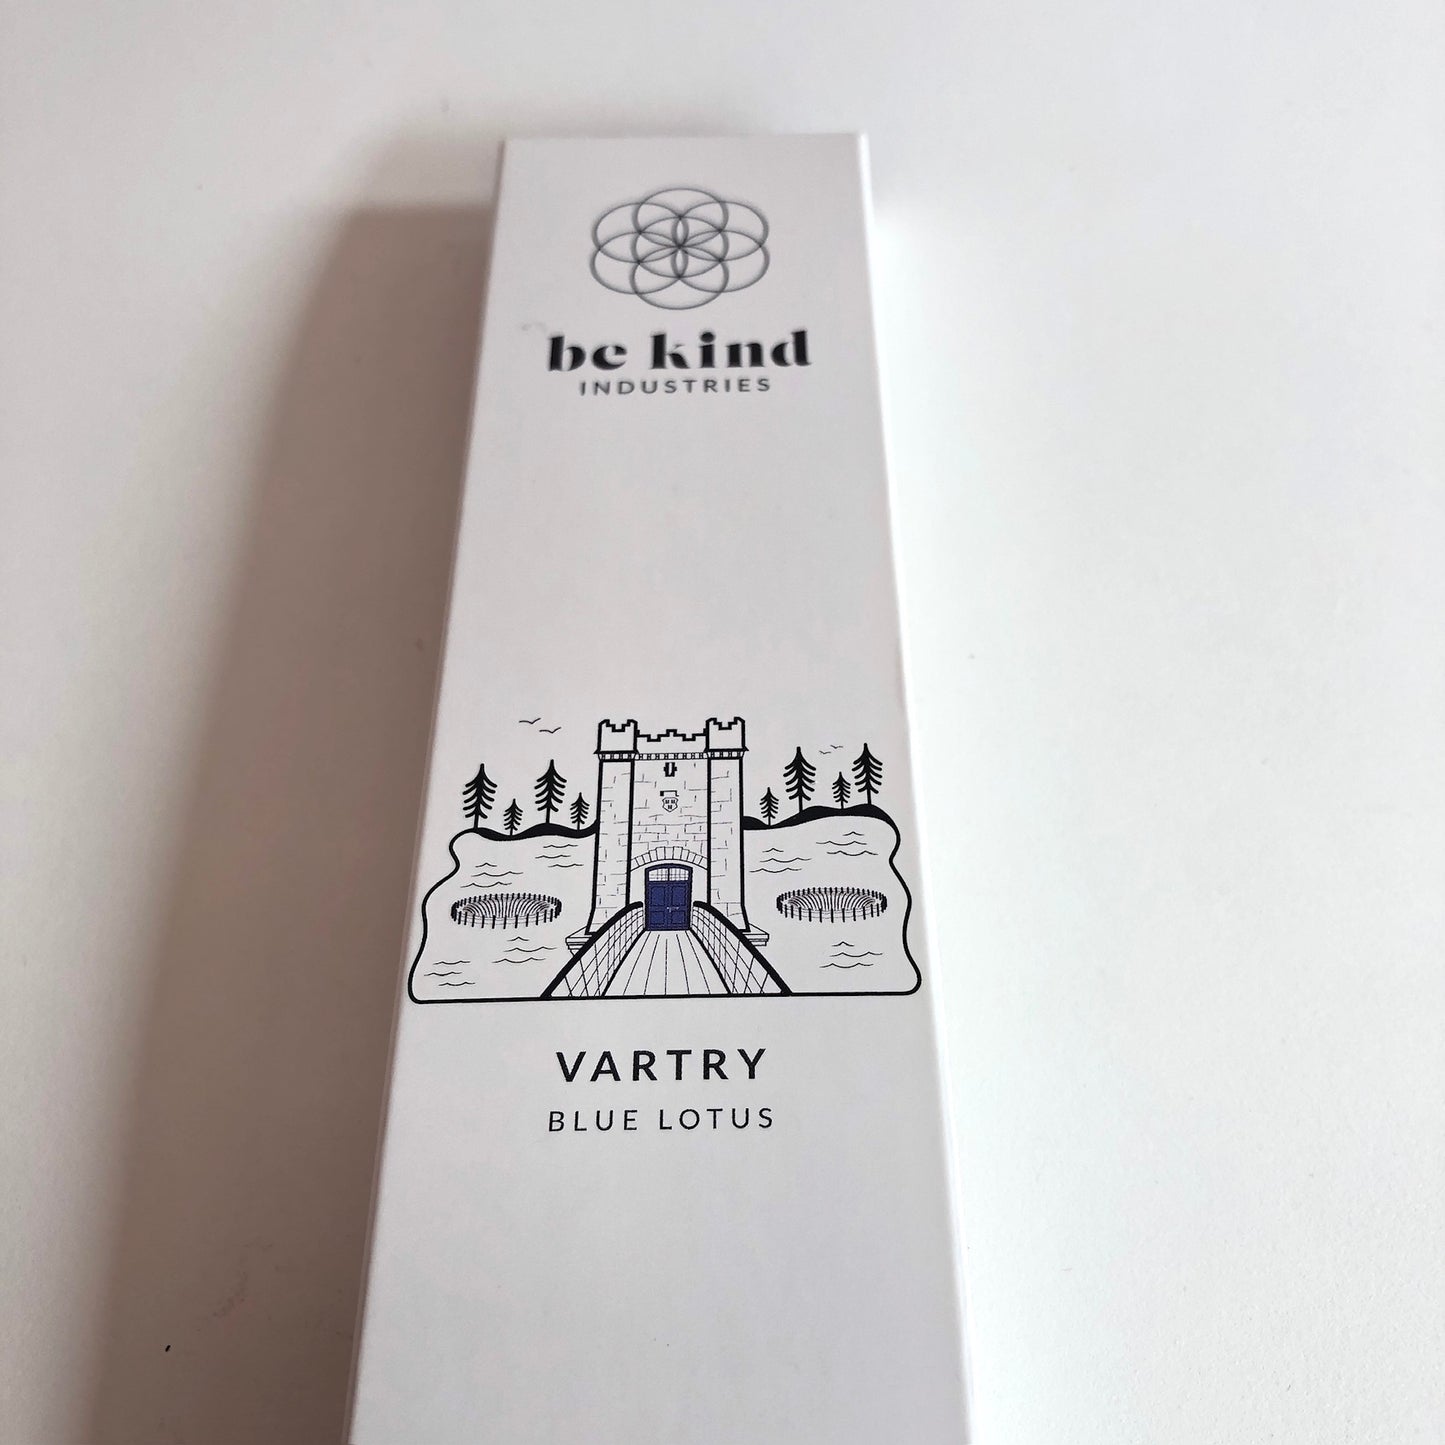 be kind
INDUSTRIES
VARTRY
BLUE LOTUS